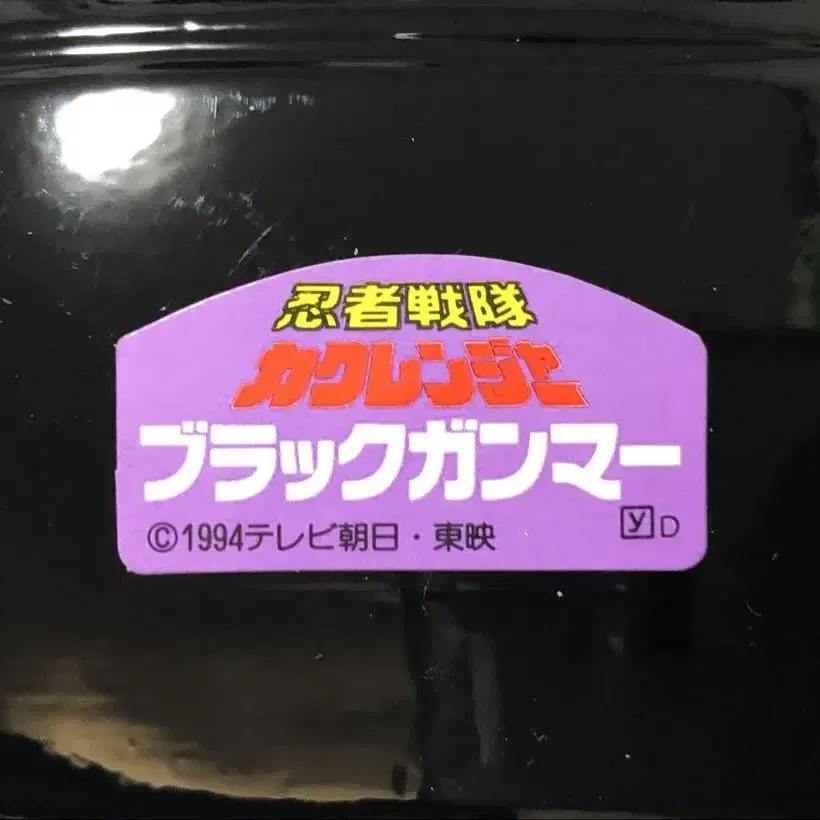 忍者戦隊
カクレンジャー
ブラックガンマー
©1994テレビ朝日・東映
y D